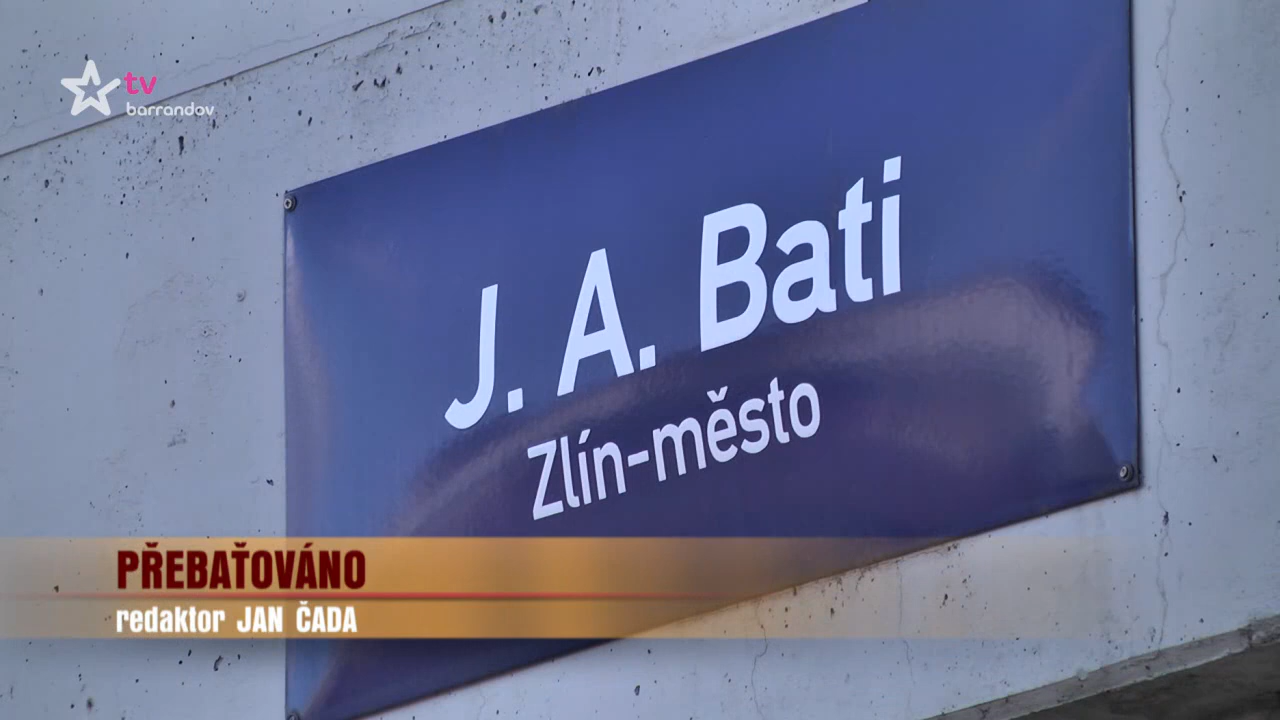 tv
barrandov
J. A. Bati
Zlín-město
PŘEBAŤOVÁNO
redaktor JAN ČADA